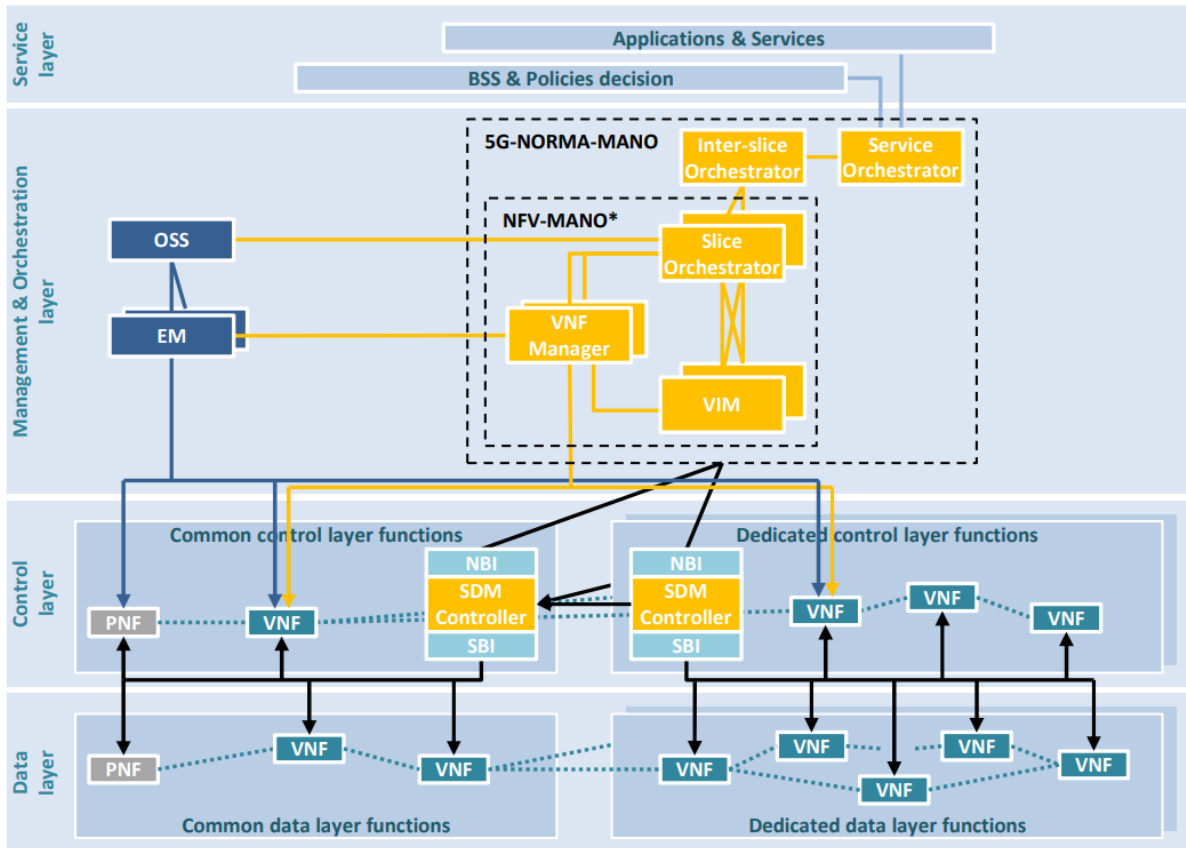 Service
layer
Applications & Services
BSS & Policies decision
Management & Orchestration
layer
5G-NORMA-MANO
Inter-slice
Orchestrator
Service
Orchestrator
NFV-MANO*
OSS
Slice
Orchestrator
EM
VNF
Manager
VIM
Control
layer
Common control layer functions
Dedicated control layer functions
NBI
SDM
Controller
SBI
NBI
SDM
Controller
SBI
PNF
VNF
VNF
VNF
VNF
Data
layer
PNF
VNF
VNF
VNF
VNF
VNF
VNF
VNF
Common data layer functions
Dedicated data layer functions